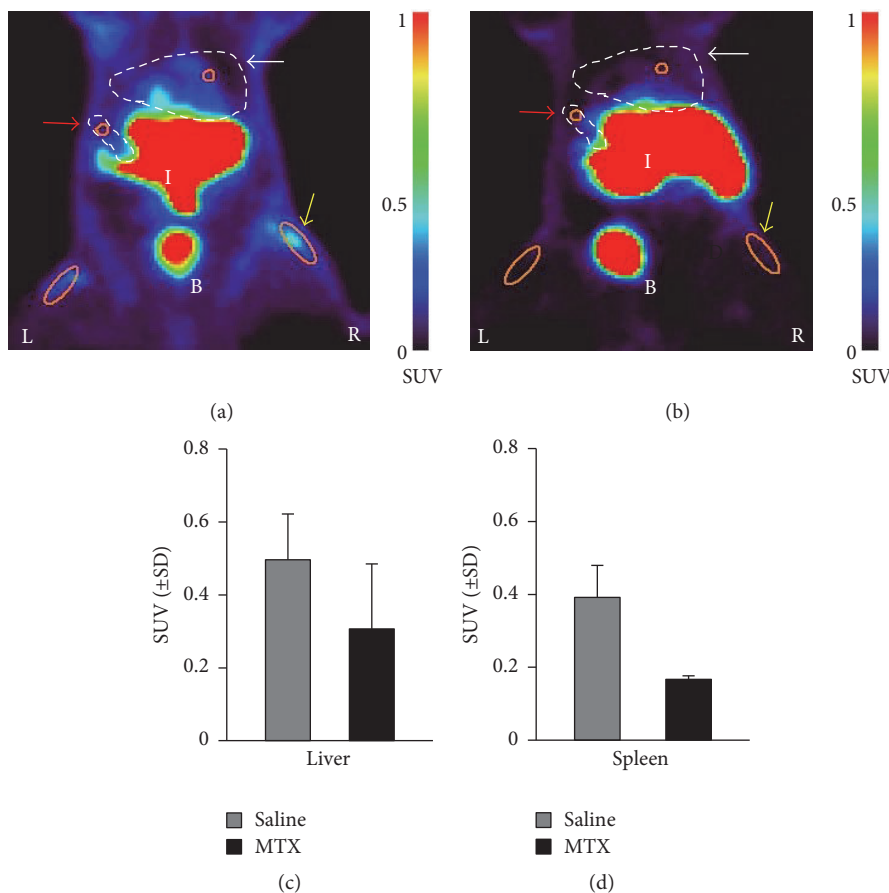 1
0.5
0
SUV
I
B
L
R
(a)
1
0.5
0
SUV
I
B
L
R
(b)
0.8
0.6
0.4
0.2
0
SUV (±SD)
Liver
Saline
MTX
(c)
0.8
0.6
0.4
0.2
0
SUV (±SD)
Spleen
Saline
MTX
(d)